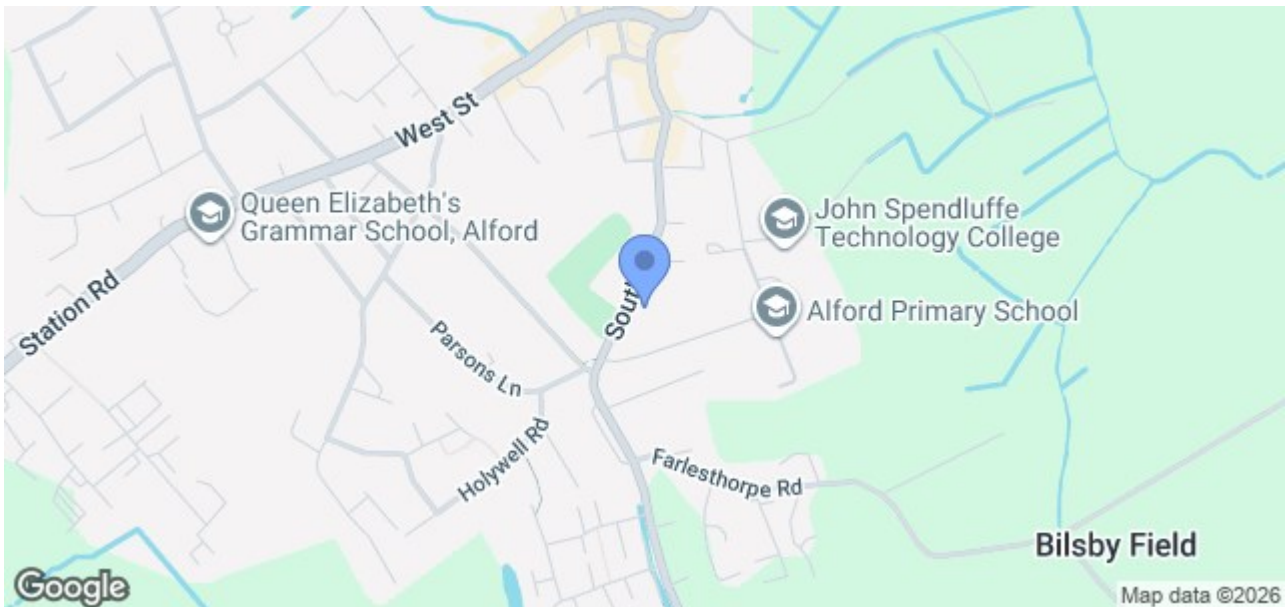 West St
Queen Elizabeth's
Grammar School, Alford
John Spendluffe
Technology College
Station Rd
Alford Primary School
Parsons Ln
Holywell Rd
Farlesthorpe Rd
Bilsby Field
Google
Map data ©2026